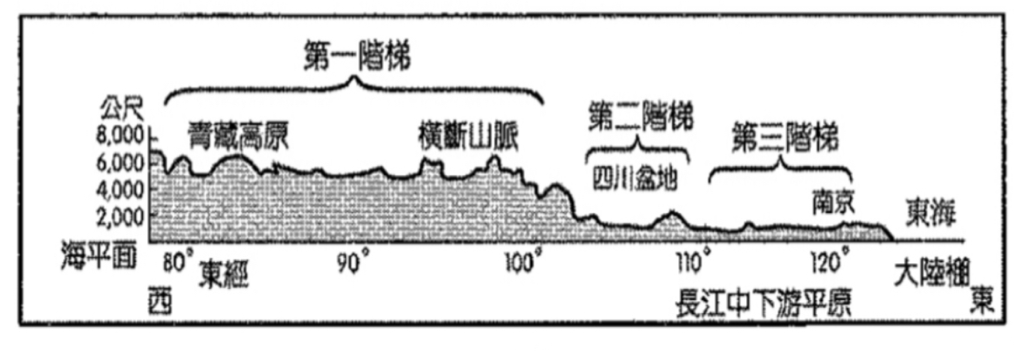 第一階梯
公尺
8,000
6,000
4,000
2,000
海平面
青藏高原
橫斷山脈
第二階梯
四川盆地
第三階梯
南京
東海
80°
東經
90°
100°
110°
120°
大陸棚
西
長江中下游平原
東